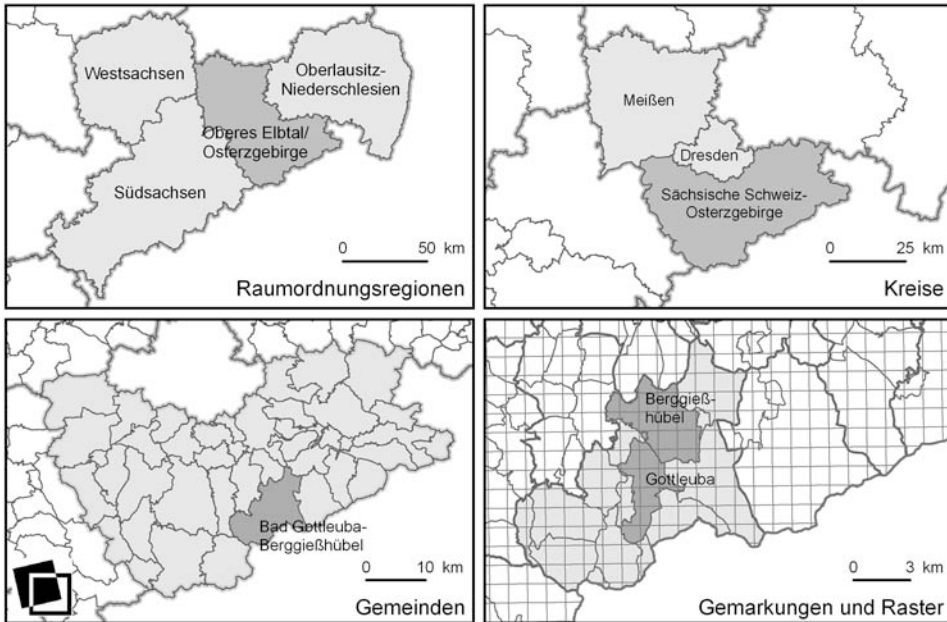 Westsachsen
Oberlausitz-
Niederschlesien
Oberes Elbtal/
Osterzgebirge
Südsachsen
0 50 km
Raumordnungsregionen
Meißen
Dresden
Sächsische Schweiz-
Osterzgebirge
0 25 km
Kreise
Bad Gottleuba-
Berggießhübel
0 10 km
Gemeinden
Berggieß-
hübel
Gottleuba
0 3 km
Gemarkungen und Raster